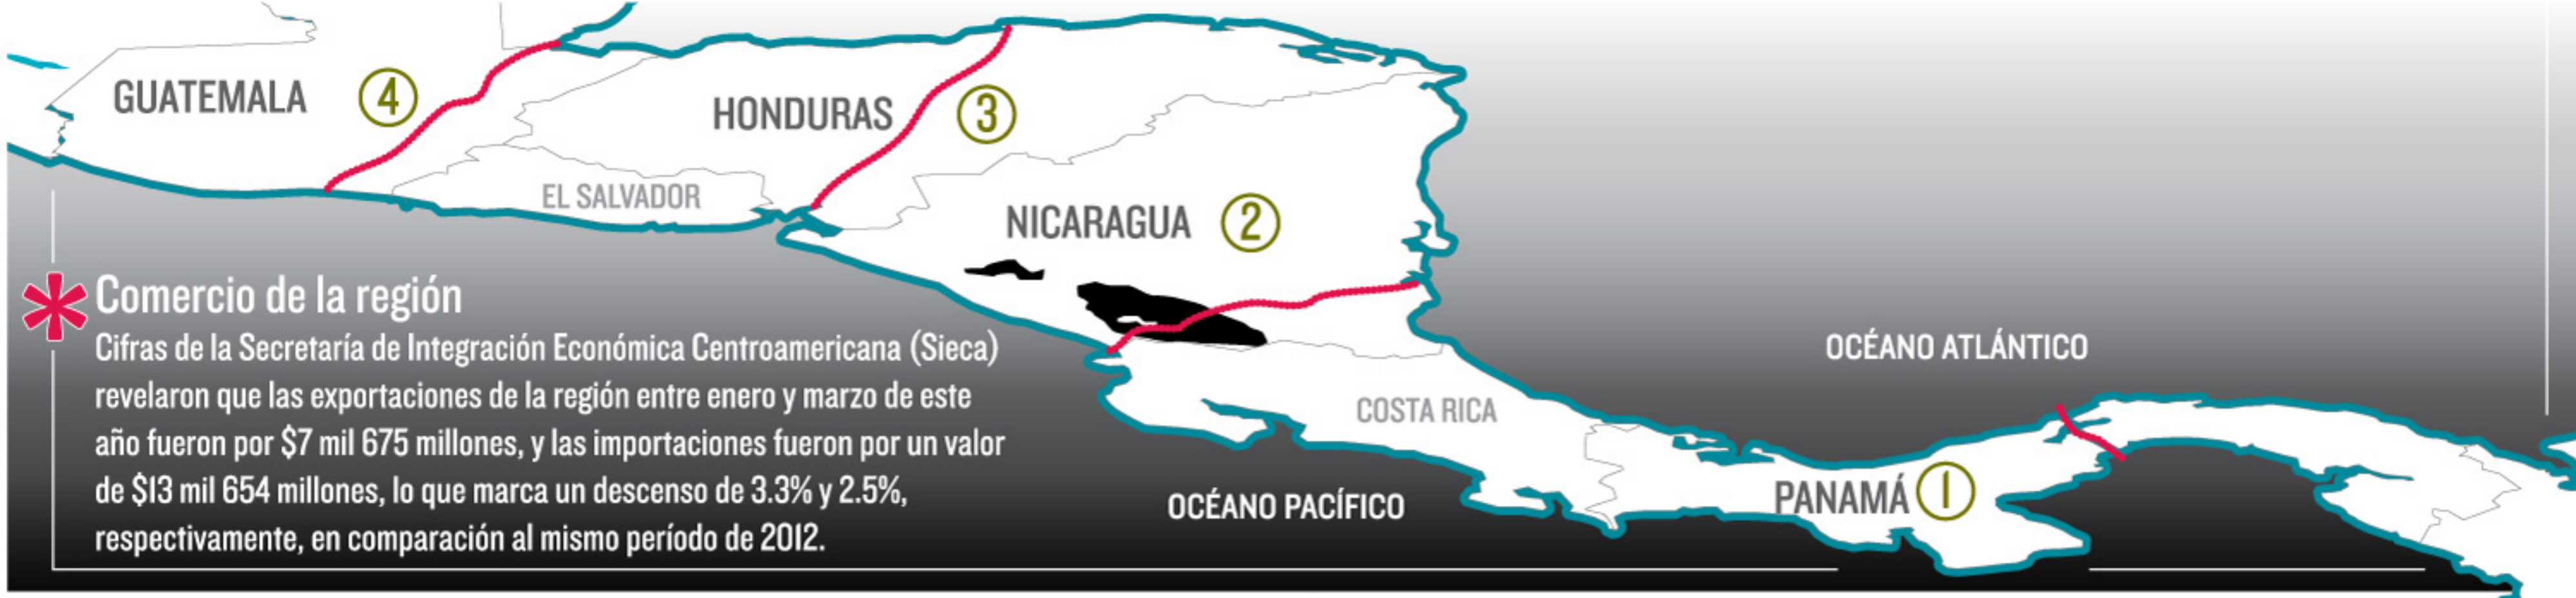 GUATEMALA
4
HONDURAS
3
EL SALVADOR
NICARAGUA
2
Comercio de la región
Cifras de la Secretaría de Integración Económica Centroamericana (Sieca)
revelaron que las exportaciones de la región entre enero y marzo de este
año fueron por $7 mil 675 millones, y las importaciones fueron por un valor
de $13 mil 654 millones, lo que marca un descenso de 3.3% y 2.5%,
respectivamente, en comparación al mismo período de 2012.
OCÉANO ATLÁNTICO
COSTA RICA
OCÉANO PACÍFICO
PANAMÁ
1